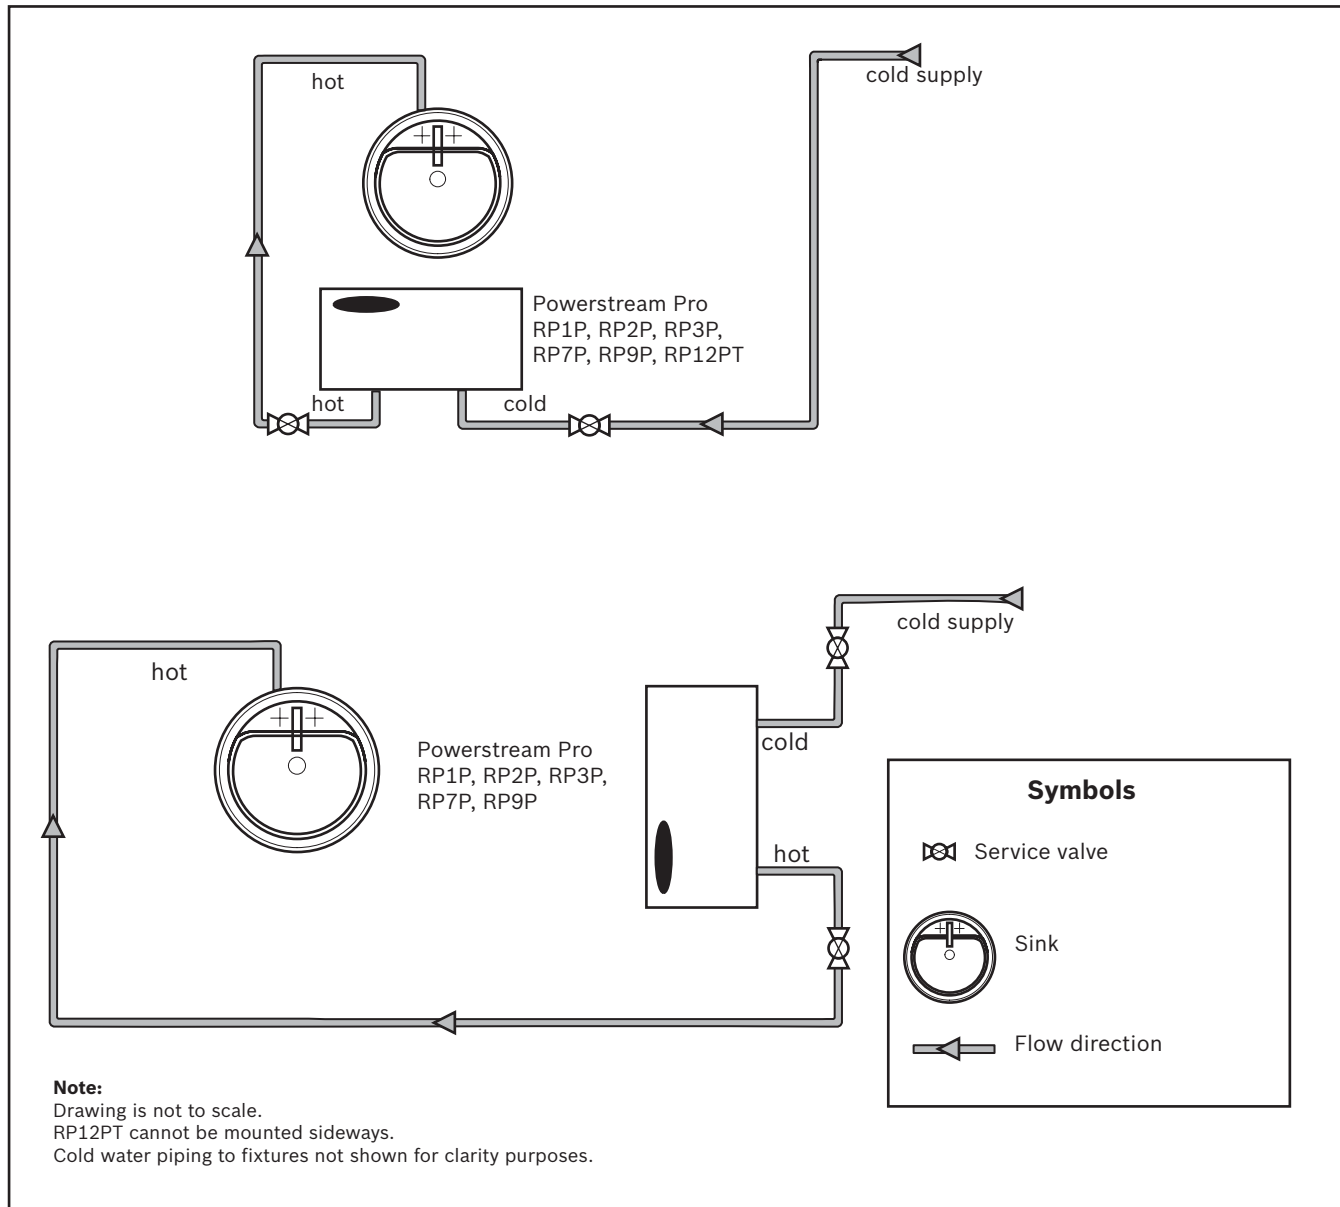 hot
cold supply
Powerstream Pro
RP1P, RP2P, RP3P,
RP7P, RP9P, RP12PT
hot
cold
cold supply
hot
cold
Powerstream Pro
RP1P, RP2P, RP3P,
RP7P, RP9P
hot
Symbols
Service valve
Sink
Flow direction
Note:
Drawing is not to scale.
RP12PT cannot be mounted sideways.
Cold water piping to fixtures not shown for clarity purposes.